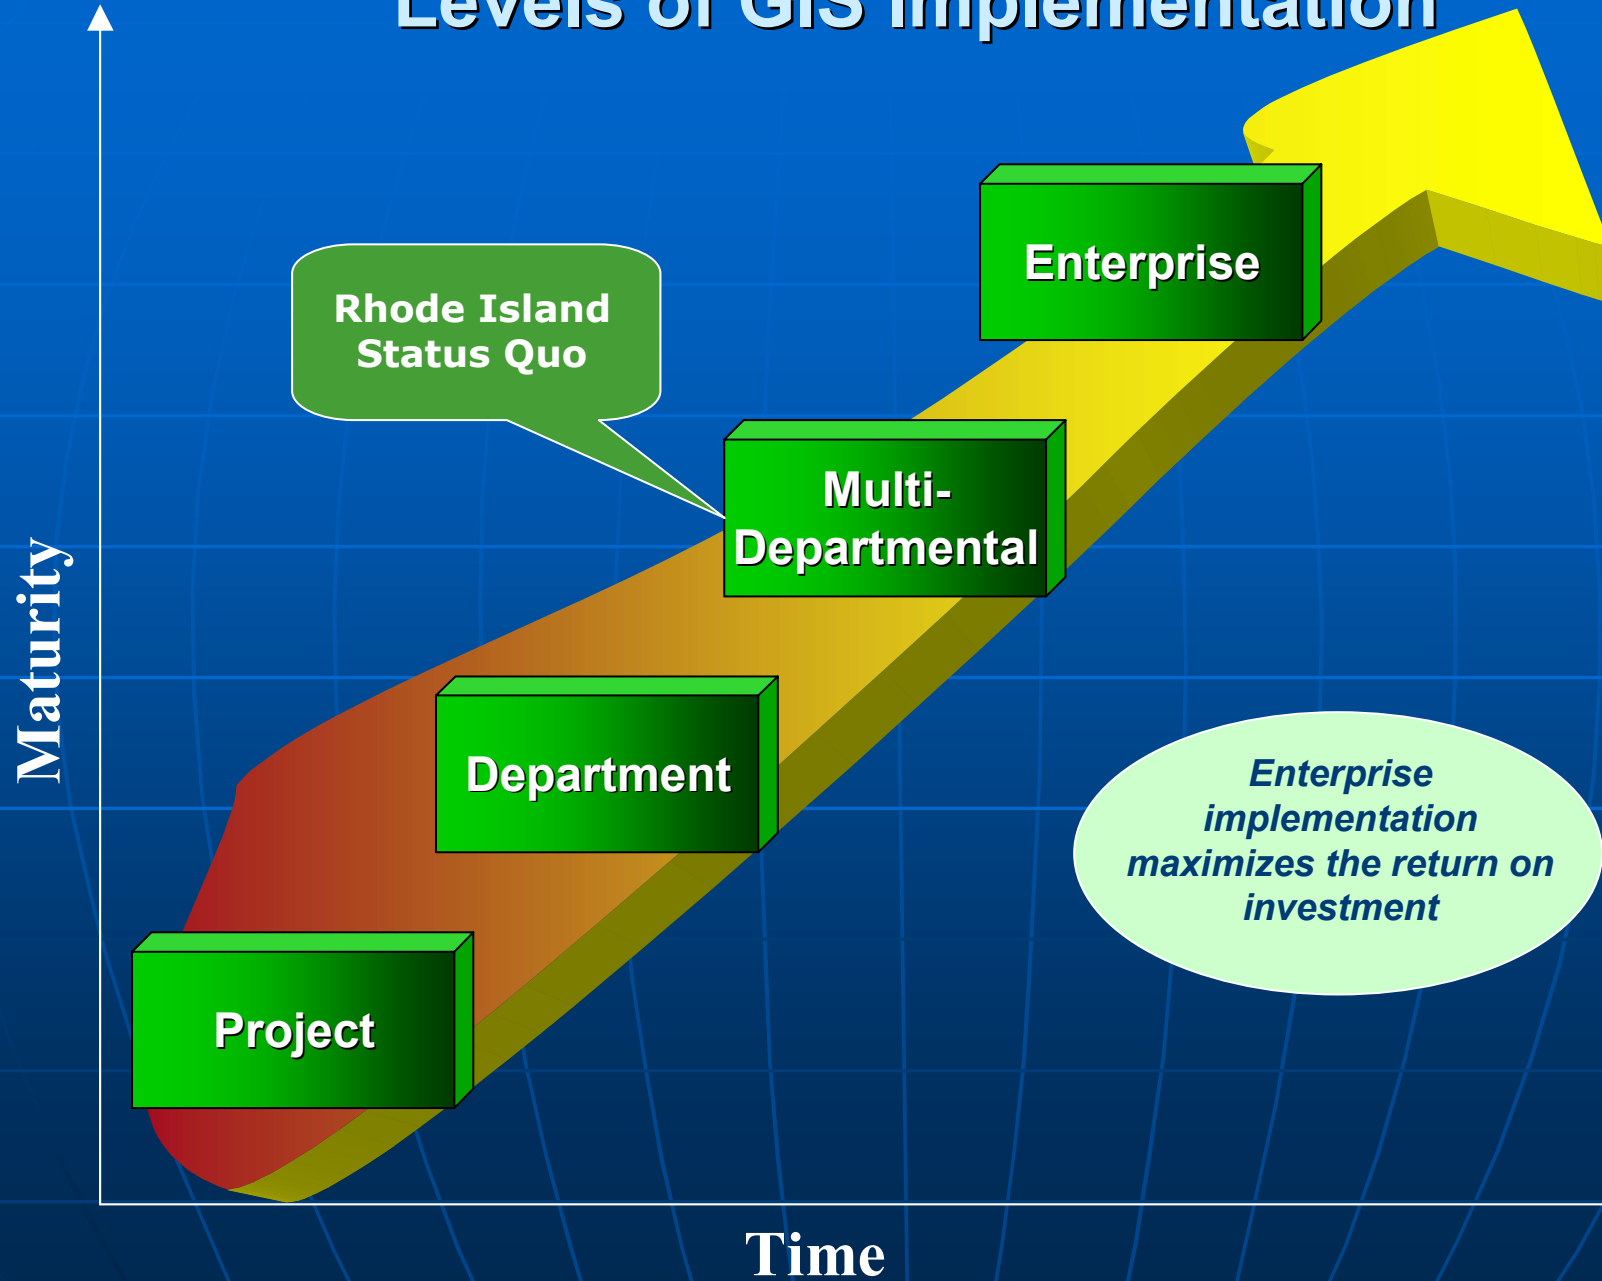 Levels of GIS Implementation
Enterprise
Rhode Island
Status Quo
Multi-
Departmental
Maturity
Department
Enterprise
implementation
maximizes the return on
investment
Project
Time